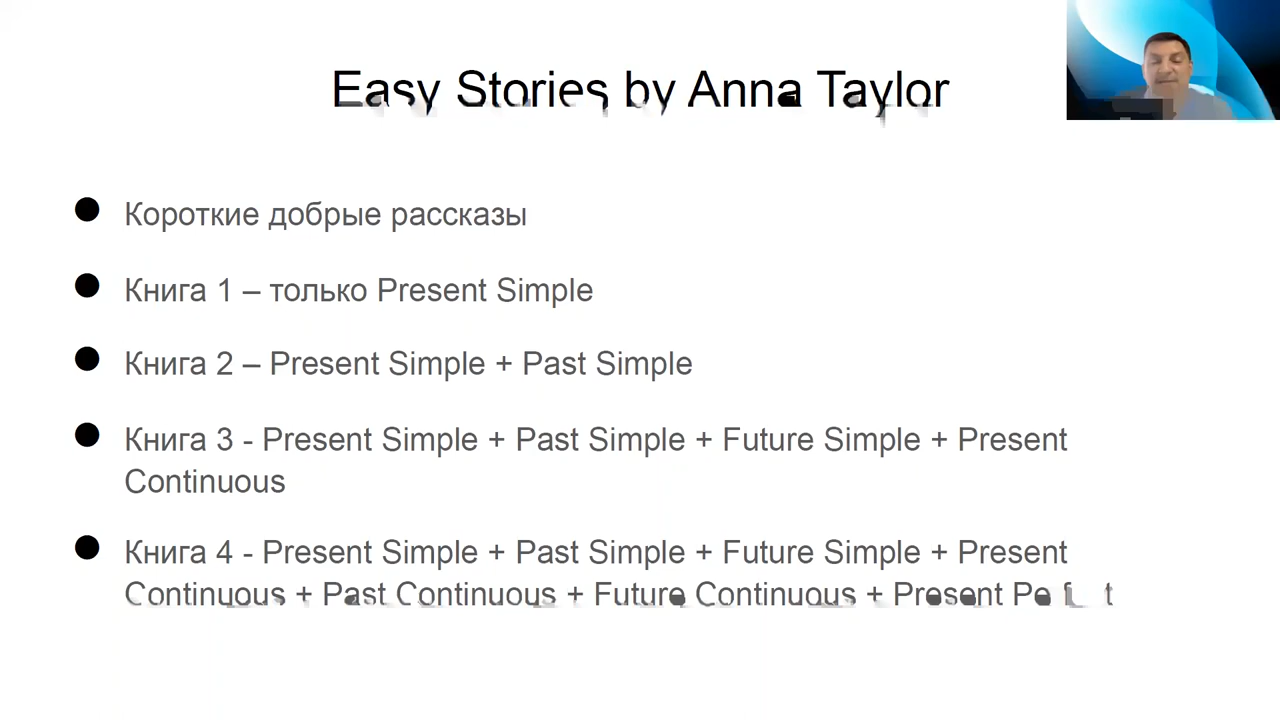 Easy Stories by Anna Taylor
Короткие добрые рассказы
Книга 1 – только Present Simple
Книга 2 – Present Simple + Past Simple
Книга 3 - Present Simple + Past Simple + Future Simple + Present
Continuous
Книга 4 - Present Simple + Past Simple + Future Simple + Present
Continuous + Past Continuous + Future Continuous + Present